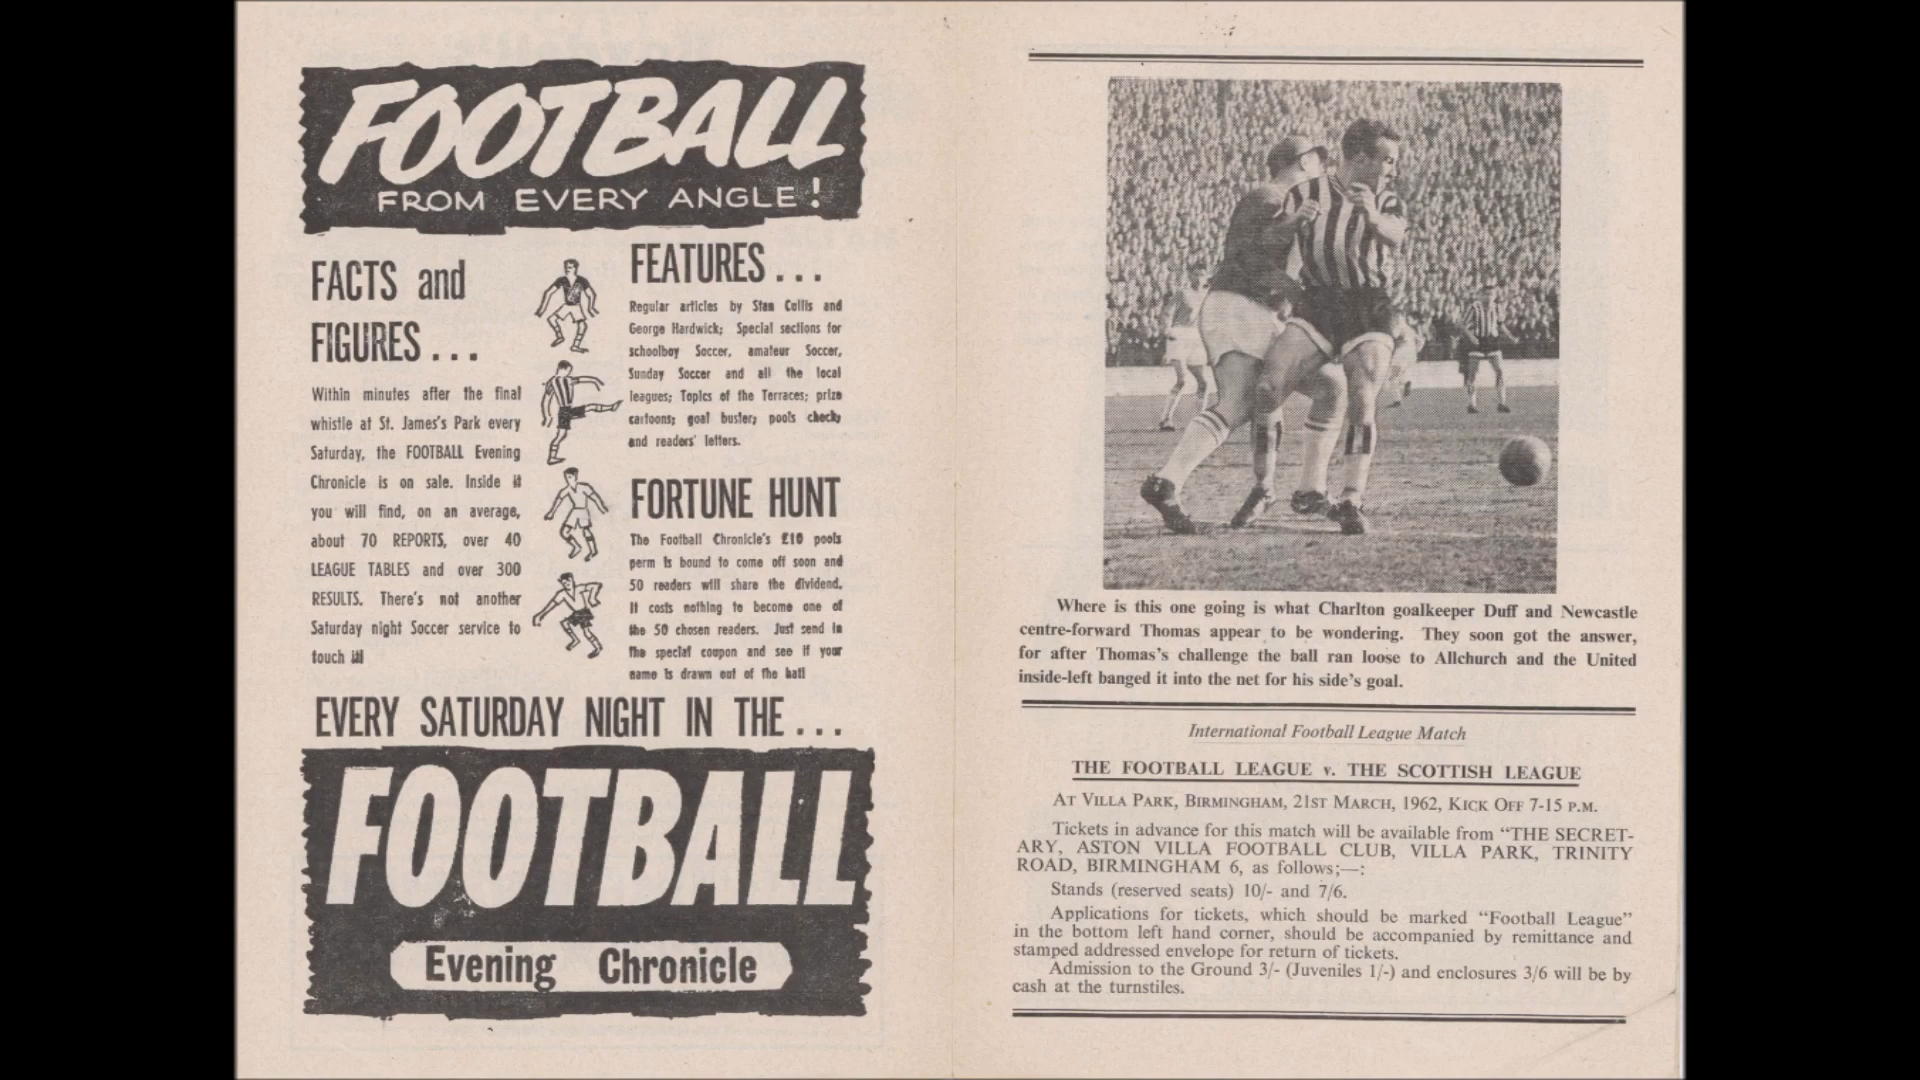 FOOTBALL
FROM EVERY ANGLE!
FACTS and
FIGURES...
Within minutes after the final
whistle at St. James's Park every
Saturday, the FOOTBALL Evening
Chronicle is on sale. Inside it
you will find, on an average,
about 70 REPORTS, over 40
LEAGUE TABLES and over 300
RESULTS. There's not another
Saturday night Soccer service to
touch it!
FEATURES...
Regular articles by Stan Cullis and
George Hardwick; Special sections for
schoolboy Soccer, amateur Soccer,
Sunday Soccer and all the local
leagues; Topics of the Terraces; prize
cartoons; goal buster; pools check;
and readers' letters.
FORTUNE HUNT
The Football Chronicle's £10 pools
perm is bound to come off soon and
50 readers will share the dividend.
It costs nothing to become one of
the 50 chosen readers. Just send in
the special coupon and see if your
name is drawn out of the hat!
EVERY SATURDAY NIGHT IN THE...
FOOTBALL
Evening Chronicle
Where is this one going is what Charlton goalkeeper Duff and Newcastle
centre-forward Thomas appear to be wondering. They soon got the answer,
for after Thomas's challenge the ball ran loose to Allchurch and the United
inside-left banged it into the net for his side's goal.
International Football League Match
THE FOOTBALL LEAGUE v. THE SCOTTISH LEAGUE
AT VILLA PARK, BIRMINGHAM, 21ST MARCH, 1962, KICK OFF 7-15 P.M.
Tickets in advance for this match will be available from "THE SECRET-
ARY, ASTON VILLA FOOTBALL CLUB, VILLA PARK, TRINITY
ROAD, BIRMINGHAM 6, as follows;—:
Stands (reserved seats) 10/- and 7/6.
Applications for tickets, which should be marked "Football League"
in the bottom left hand corner, should be accompanied by remittance and
stamped addressed envelope for return of tickets.
Admission to the Ground 3/- (Juveniles 1/-) and enclosures 3/6 will be by
cash at the turnstiles.